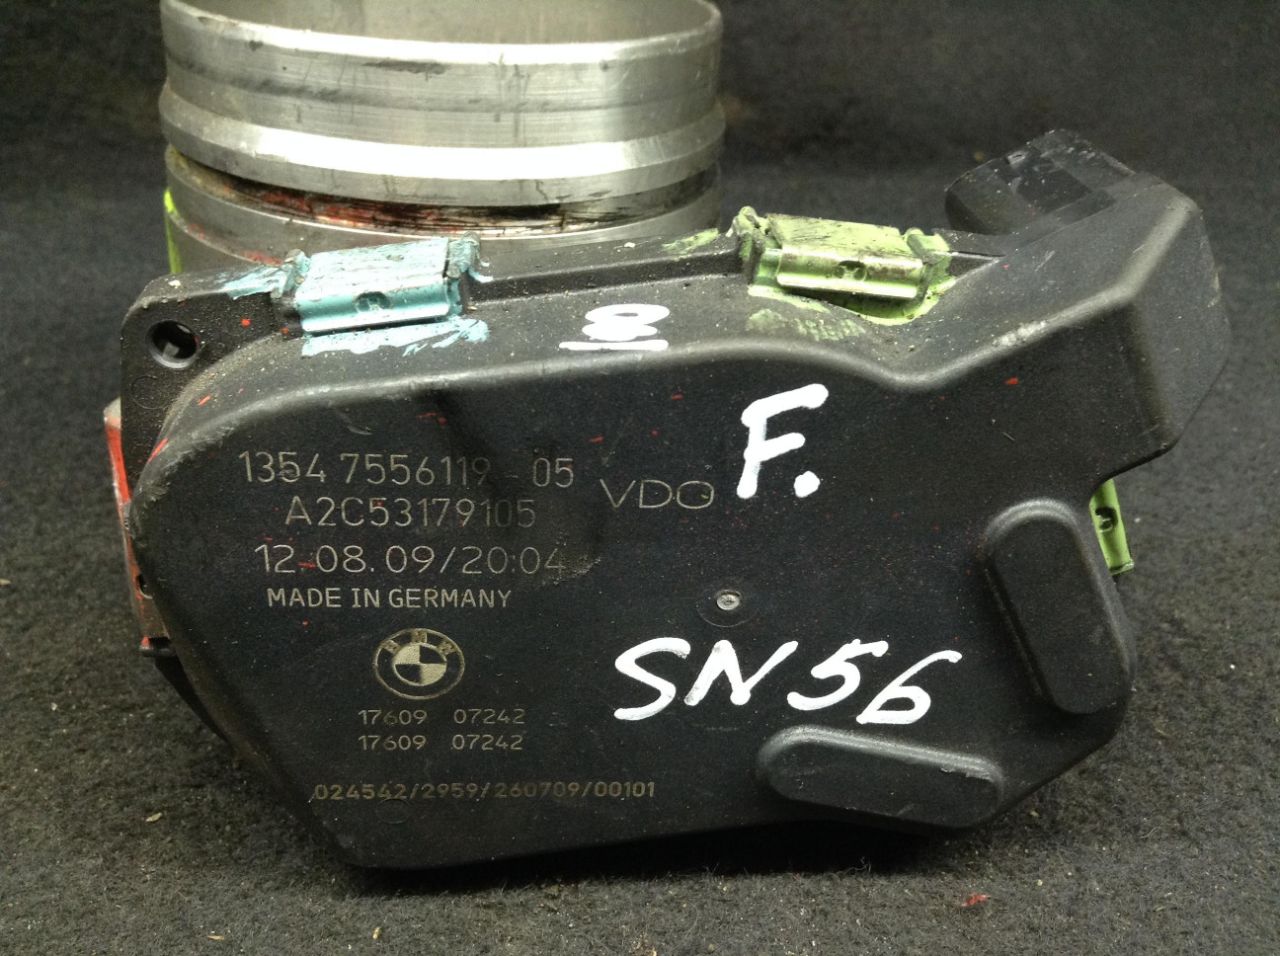 18
F.
1354 7556119-05
VDO
A2C53179105
12.08.09/20:04
MADE IN GERMANY
BMW
SN56
17609 07242
17609 07242
024542/2959/260709/00101